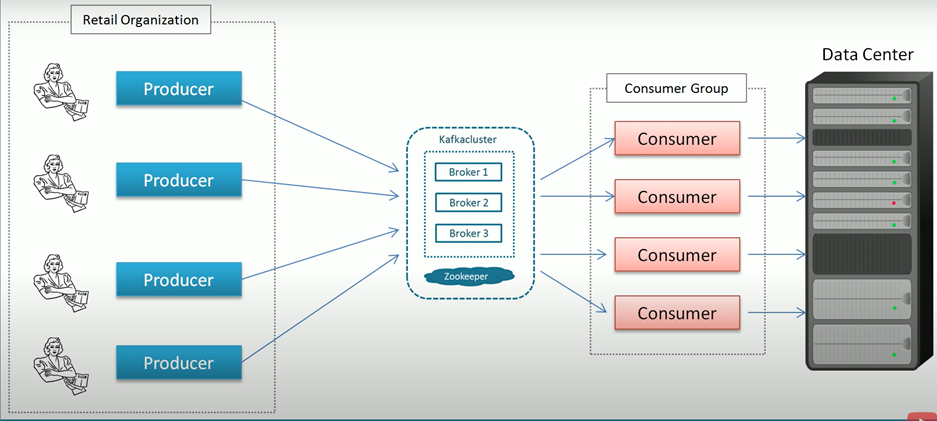 Retail Organization
Producer
Producer
Producer
Producer
Kafkacluster
Broker 1
Broker 2
Broker 3
Zookeeper
Consumer Group
Consumer
Consumer
Consumer
Consumer
Data Center